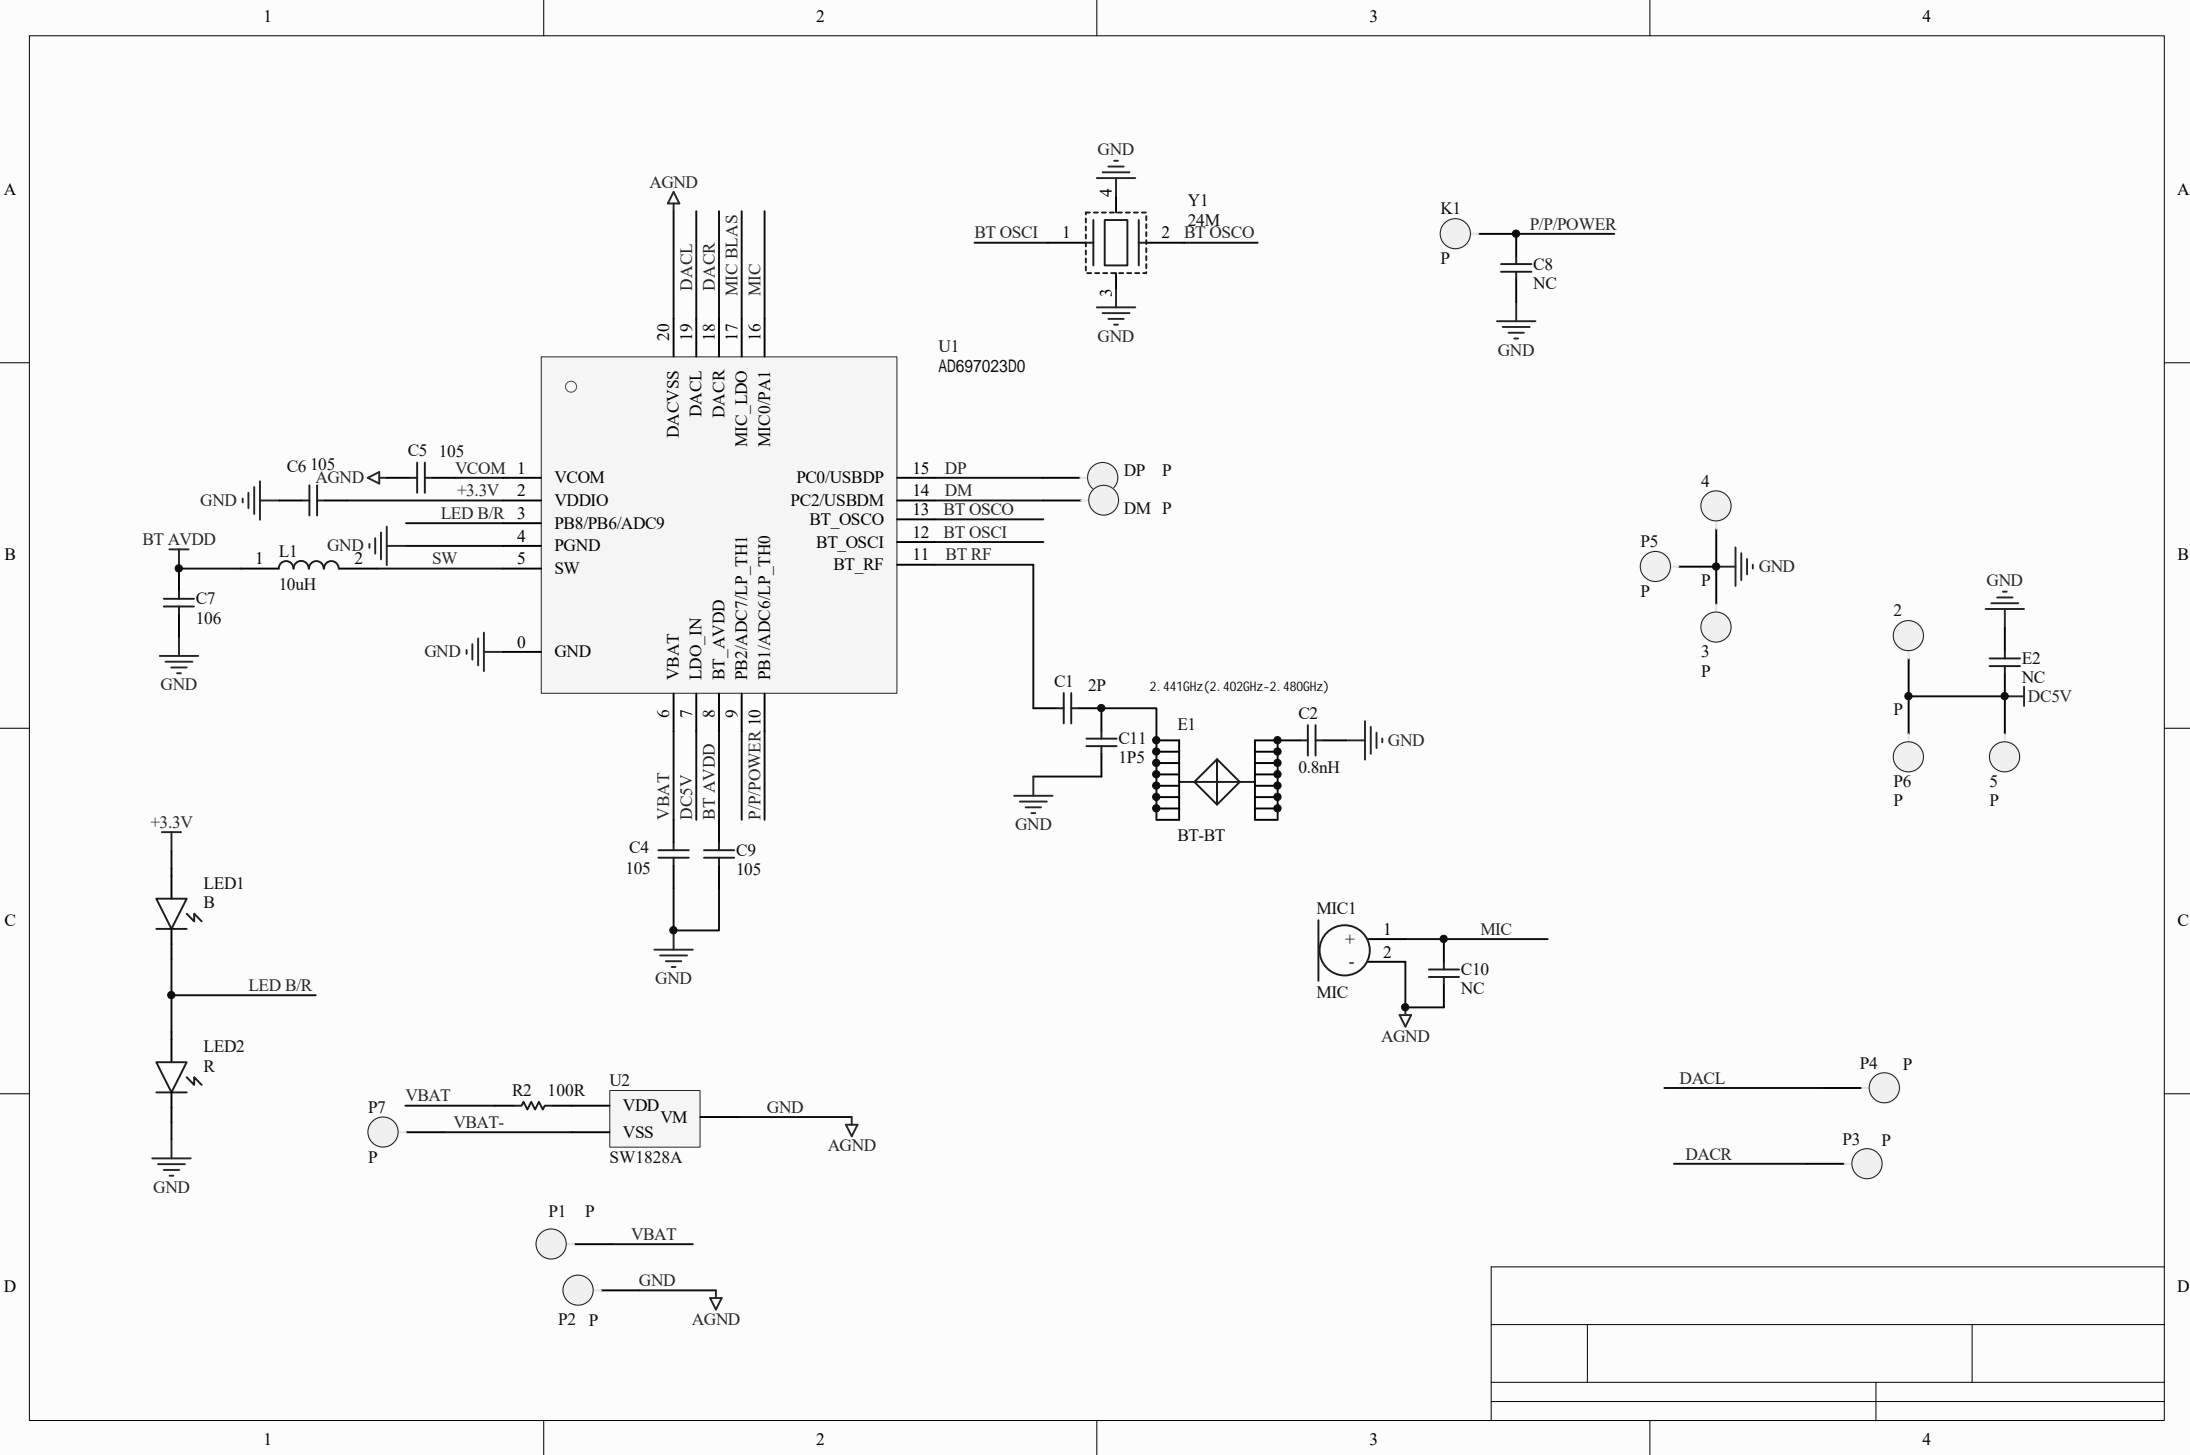 1 2 3 4
A A
B B
C C
D D
1 2 3 4
AGND
DACL
DACR
MIC BLAS
MIC
20
19
18
17
16
U1
AD697023D0
DACVSS
DACL
DACR
MIC_LDO
MIC0/PA1
C5 105
C6 105
AGND
VCOM 1 VCOM
GND
+3.3V 2 VDDIO
LED B/R 3 PB8/PB6/ADC9
GND
4 PGND
BT AVDD
L1
1 2
10uH
SW 5 SW
C7
106
GND
GND
0 GND
PC0/USBDP 15 DP
PC2/USBDM 14 DM
BT_OSCO 13 BT OSCO
BT_OSCI 12 BT OSCI
BT_RF 11 BT RF
DP P
DM P
VBAT
LDO_IN
BT_AVDD
PB2/ADC7/LP_TH1
PB1/ADC6/LP_TH0
6
7
8
9
10
VBAT
DC5V
BT AVDD
P/P/POWER
C4
105
C9
105
GND
GND
4
Y1
24M
BT OSCI 1
2 BT OSCO
3
GND
K1
P
P/P/POWER
C8
NC
GND
4
P5
P
P
GND
3
P
GND
2
E2
NC
DC5V
P
P6
P
5
P
C1 2P
2.441GHz(2.402GHz-2.480GHz)
C11
1P5
GND
E1
BT-BT
C2
0.8nH
GND
+3.3V
LED1
B
LED B/R
LED2
R
GND
MIC1
+
-
MIC
1
2
MIC
C10
NC
AGND
P7
P
VBAT
R2 100R
VBAT-
U2
VDD
VM
VSS
SW1828A
GND
AGND
P1 P
VBAT
GND
P2 P
AGND
P4 P
DACL
P3 P
DACR